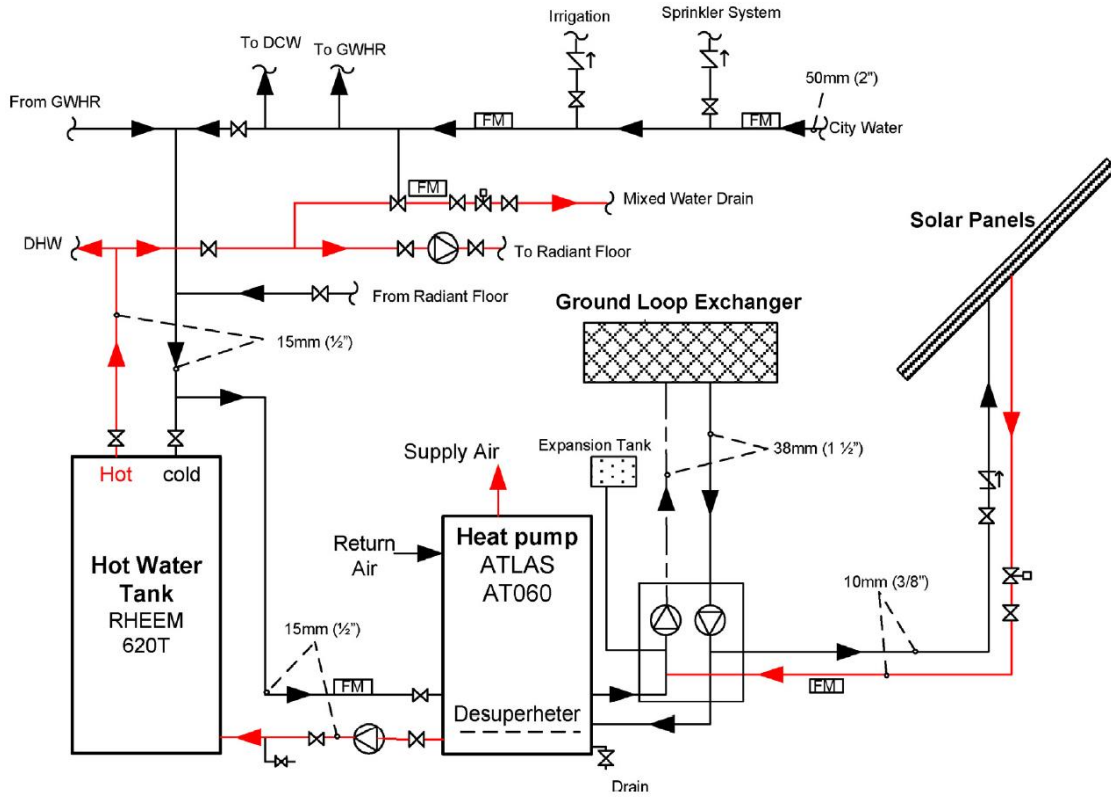 Irrigation
Sprinkler System
To DCW
To GWHR
50mm (2")
From GWHR
FM
FM
City Water
FM
Mixed Water Drain
Solar Panels
DHW
To Radiant Floor
From Radiant Floor
Ground Loop Exchanger
15mm (½")
Expansion Tank
38mm (1 ½")
Supply Air
Hot
cold
Heat pump
ATLAS
AT060
Return
Air
Hot Water
Tank
RHEEM
620T
10mm (3/8")
15mm (½")
FM
FM
Desuperheter
Drain